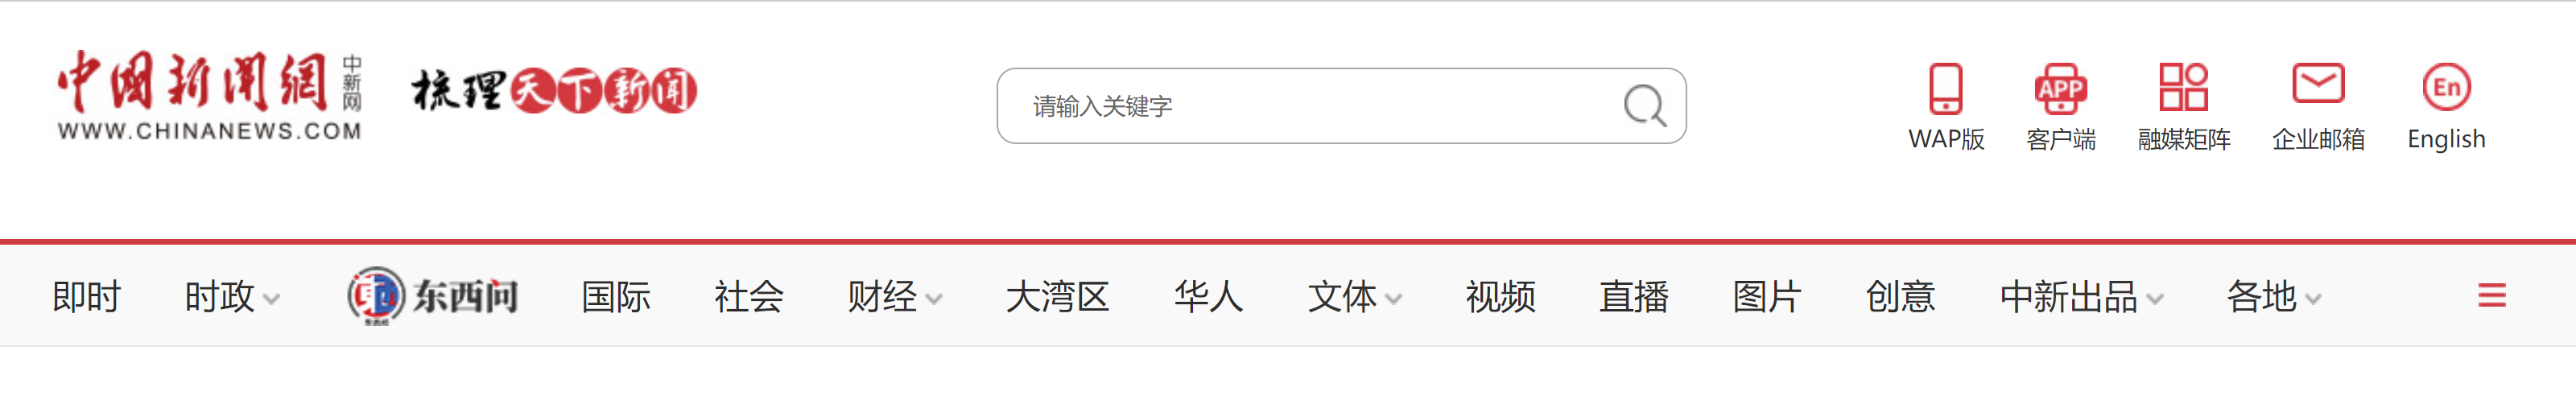 中國新聞網 中新网
WWW.CHINANEWS.COM
梳理天下新闻
请输入关键字
APP En
WAP版 客户端 融媒矩阵 企业邮箱 English
即时 时政 东西问 国际 社会 财经 大湾区 华人 文体 视频 直播 图片 创意 中新出品 各地